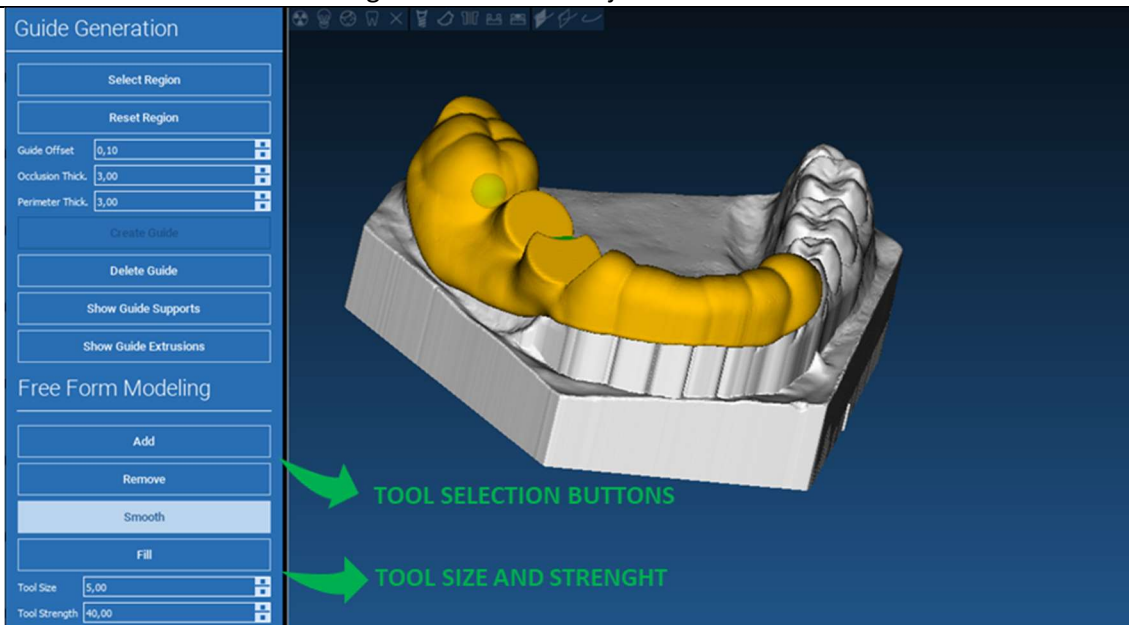 Guide Generation
Select Region
Reset Region
Guide Offset 0,10
Occlusion Thick. 3,00
Perimeter Thick. 3,00
Create Guide
Delete Guide
Show Guide Supports
Show Guide Extrusions
Free Form Modeling
Add
Remove
TOOL SELECTION BUTTONS
Smooth
Fill
TOOL SIZE AND STRENGHT
Tool Size 5,00
Tool Strength 40,00